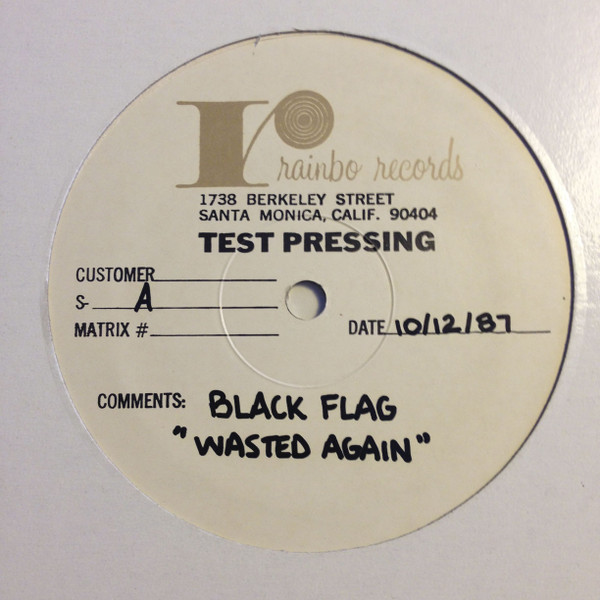 rainbo records
1738 BERKELEY STREET
SANTA MONICA, CALIF. 90404
TEST PRESSING
CUSTOMER
S- A
MATRIX #
DATE 10/12/87
COMMENTS: BLACK FLAG
"WASTED AGAIN"